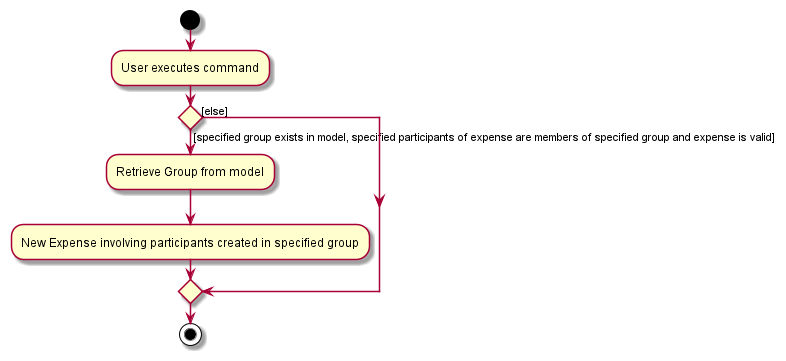 User executes command
[else]
[specified group exists in model, specified participants of expense are members of specified group and expense is valid]
Retrieve Group from model
New Expense involving participants created in specified group